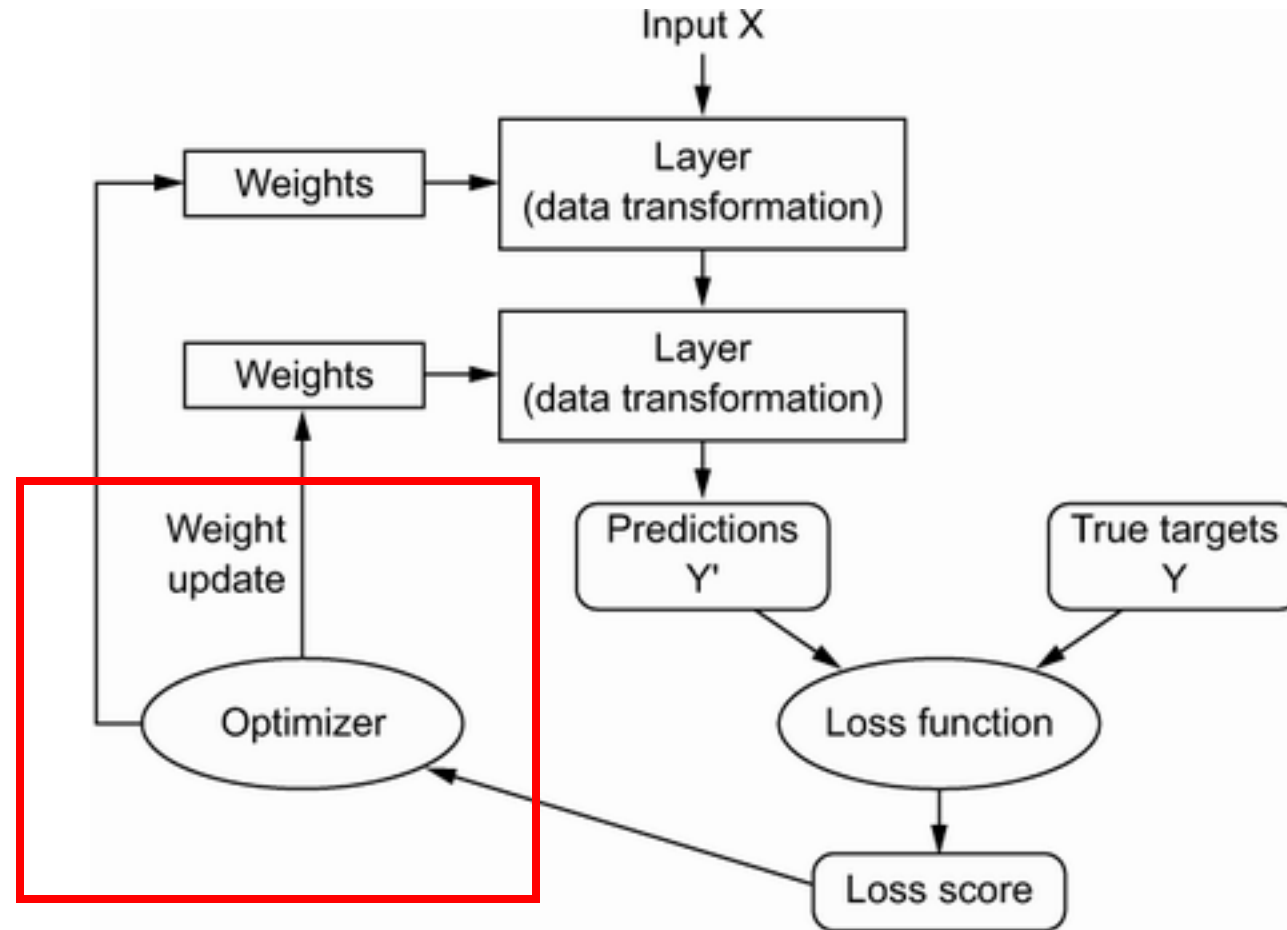 Input X
Weights
Layer
(data transformation)
Weights
Layer
(data transformation)
Weight
update
Predictions
Y'
True targets
Y
Optimizer
Loss function
Loss score